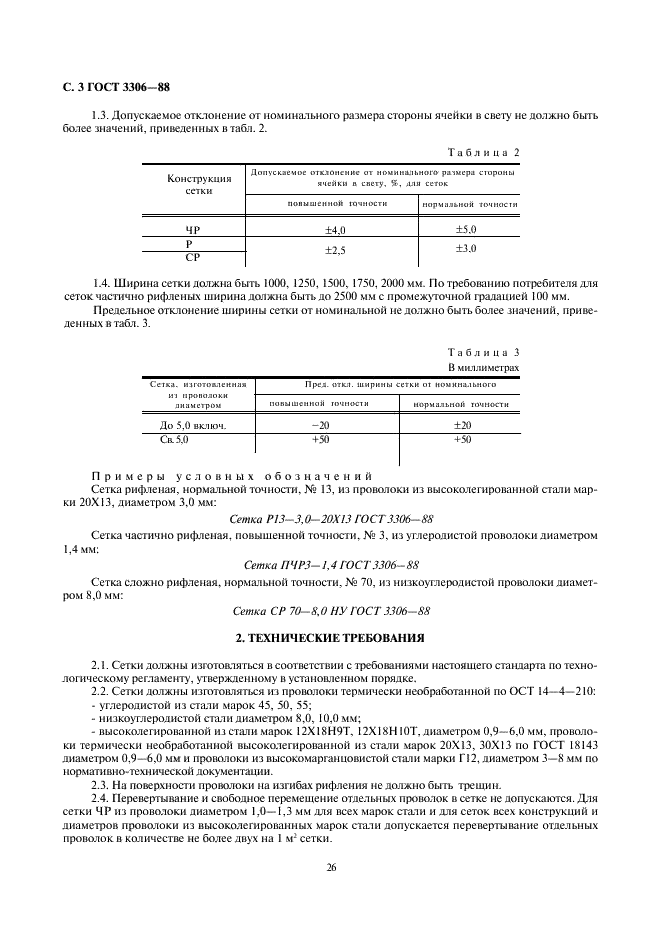 С. 3 ГОСТ 3306—88
1.3. Допускаемое отклонение от номинального размера стороны ячейки в свету не должно быть
более значений, приведенных в табл. 2.
Таблица 2
Конструкция
сетки
Допускаемое отклонение от номинального размера стороны
ячейки в свету, %, для сеток
повышенной точности
нормальной точности
ЧР
±4,0
±5,0
Р
±2,5
±3,0
СР
1.4. Ширина сетки должна быть 1000, 1250, 1500, 1750, 2000 мм. По требованию потребителя для
сеток частично рифленых ширина должна быть до 2500 мм с промежуточной градацией 100 мм.
Предельное отклонение ширины сетки от номинальной не должно быть более значений, приве-
денных в табл. 3.
Таблица 3
В миллиметрах
Сетка, изготовленная
из проволоки
диаметром
Пред. откл. ширины сетки от номинального
повышенной точности
нормальной точности
До 5,0 включ.
−20
±20
Св. 5,0
+50
+50
Примеры условных обозначений
Сетка рифленая, нормальной точности, № 13, из проволоки из высоколегированной стали мар-
ки 20Х13, диаметром 3,0 мм:
Сетка Р13—3,0—20Х13 ГОСТ 3306—88
Сетка частично рифленая, повышенной точности, № 3, из углеродистой проволоки диаметром
1,4 мм:
Сетка ПЧР3—1,4 ГОСТ 3306—88
Сетка сложно рифленая, нормальной точности, № 70, из низкоуглеродистой проволоки диамет-
ром 8,0 мм:
Сетка СР 70—8,0 НУ ГОСТ 3306—88
2. ТЕХНИЧЕСКИЕ ТРЕБОВАНИЯ
2.1. Сетки должны изготовляться в соответствии с требованиями настоящего стандарта по техно-
логическому регламенту, утвержденному в установленном порядке.
2.2. Сетки должны изготовляться из проволоки термически необработанной по ОСТ 14—4—210:
- углеродистой из стали марок 45, 50, 55;
- низкоуглеродистой стали диаметром 8,0, 10,0 мм;
- высоколегированной из стали марок 12Х18Н9Т, 12Х18Н10Т, диаметром 0,9—6,0 мм, проволо-
ки термически необработанной высоколегированной из стали марок 20Х13, 30Х13 по ГОСТ 18143
диаметром 0,9—6,0 мм и проволоки из высокомарганцовистой стали марки Г12, диаметром 3—8 мм по
нормативно-технической документации.
2.3. На поверхности проволоки на изгибах рифления не должно быть трещин.
2.4. Перевертывание и свободное перемещение отдельных проволок в сетке не допускаются. Для
сетки ЧР из проволоки диаметром 1,0—1,3 мм для всех марок стали и для сеток всех конструкций и
диаметров проволоки из высоколегированных марок стали допускается перевертывание отдельных
проволок в количестве не более двух на 1 м² сетки.
26